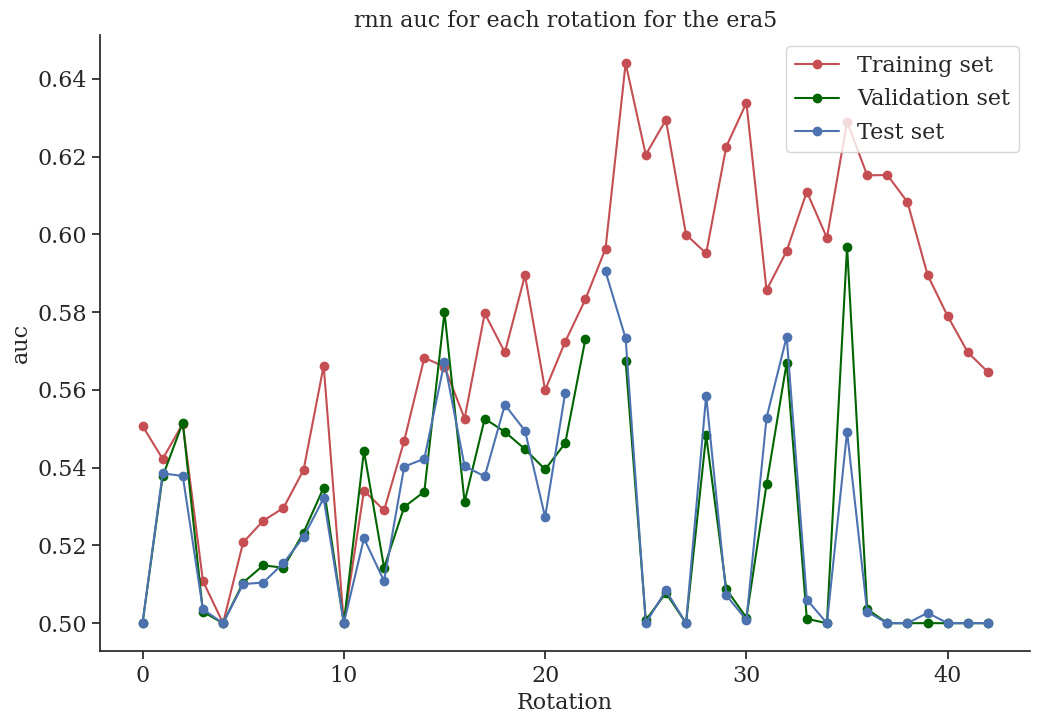 rnn auc for each rotation for the era5
Training set
Validation set
Test set
0.64
0.62
0.60
0.58
0.56
0.54
0.52
0.50
auc
0
10
20
30
40
Rotation